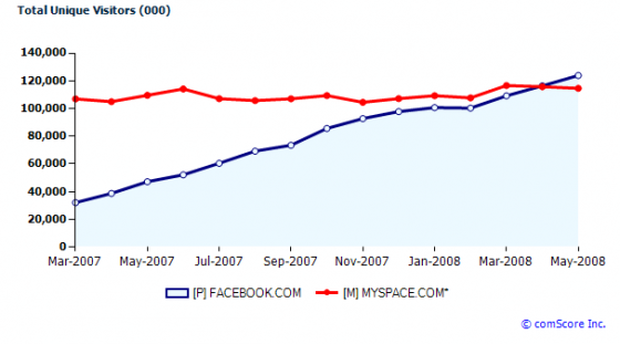 Total Unique Visitors (000)
140,000
120,000
100,000
80,000
60,000
40,000
20,000
0
Mar-2007 May-2007 Jul-2007 Sep-2007 Nov-2007 Jan-2008 Mar-2008 May-2008
[P] FACEBOOK.COM [M] MYSPACE.COM*
© comScore Inc.